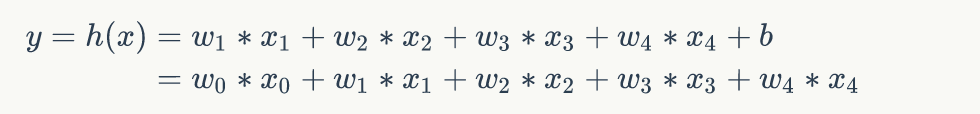 y = h(x) = w₁ * x₁ + w₂ * x₂ + w₃ * x₃ + w₄ * x₄ + b
= w₀ * x₀ + w₁ * x₁ + w₂ * x₂ + w₃ * x₃ + w₄ * x₄